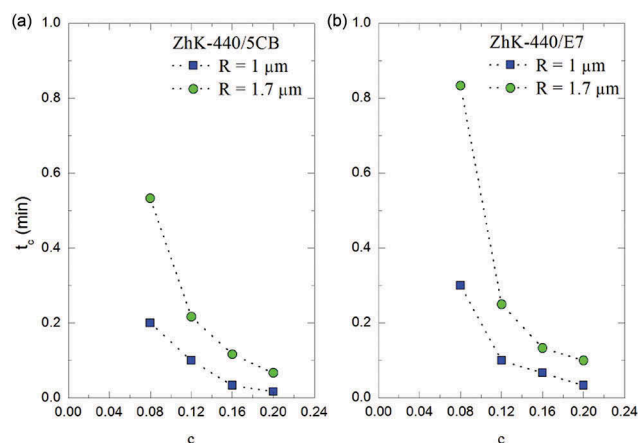 (a)
ZhK-440/5CB
R = 1 µm
R = 1.7 µm
(b)
ZhK-440/E7
R = 1 µm
R = 1.7 µm
1.0
0.8
0.6
0.4
0.2
0.0
t_c (min)
0.00 0.04 0.08 0.12 0.16 0.20 0.24
c
1.0
0.8
0.6
0.4
0.2
0.0
0.00 0.04 0.08 0.12 0.16 0.20 0.24
c